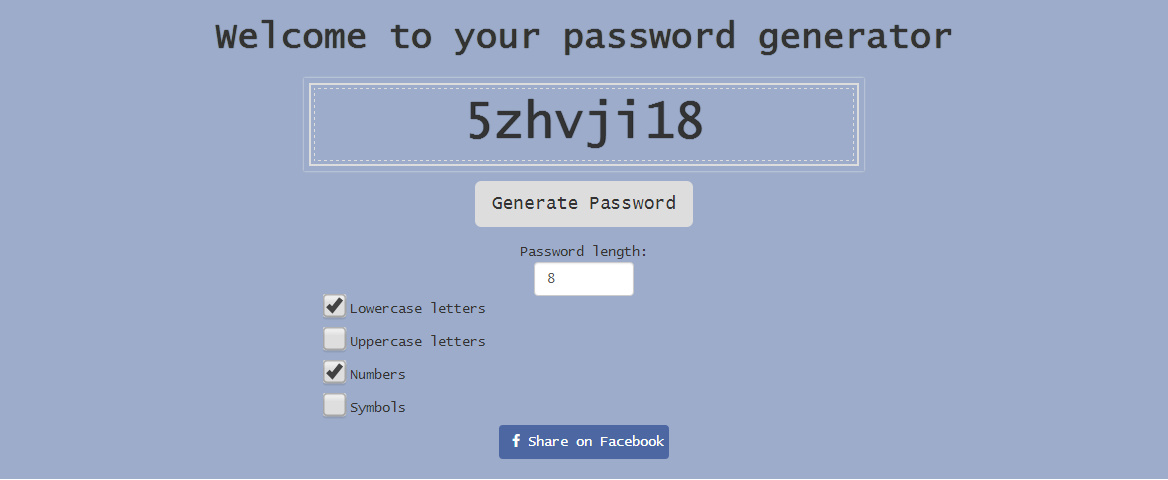 Welcome to your password generator
5zhvji18
Generate Password
Password length:
8
Lowercase letters
Uppercase letters
Numbers
Symbols
f Share on Facebook